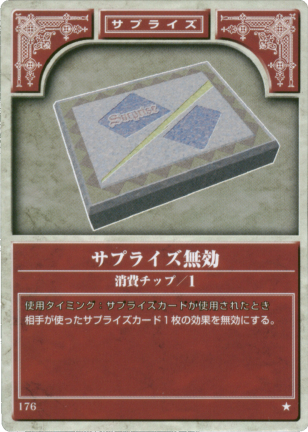 サプライズ
Surprise
サプライズ無効
消費チップ/1
使用タイミング サプライズカードが使用されたとき
相手が使ったサプライズカード1枚の効果を無効にする。
176 ★